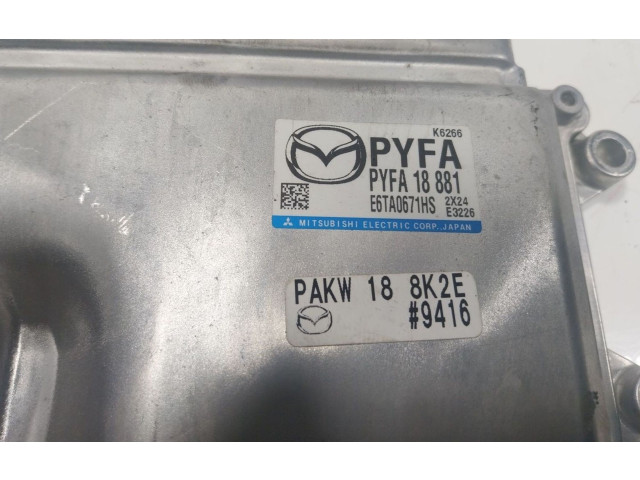 K6266
PYFA
PYFA 18 881
E6TA0671HS 2X24
E3226
MITSUBISHI ELECTRIC CORP. JAPAN
PAKW 18 8K2E
#9416